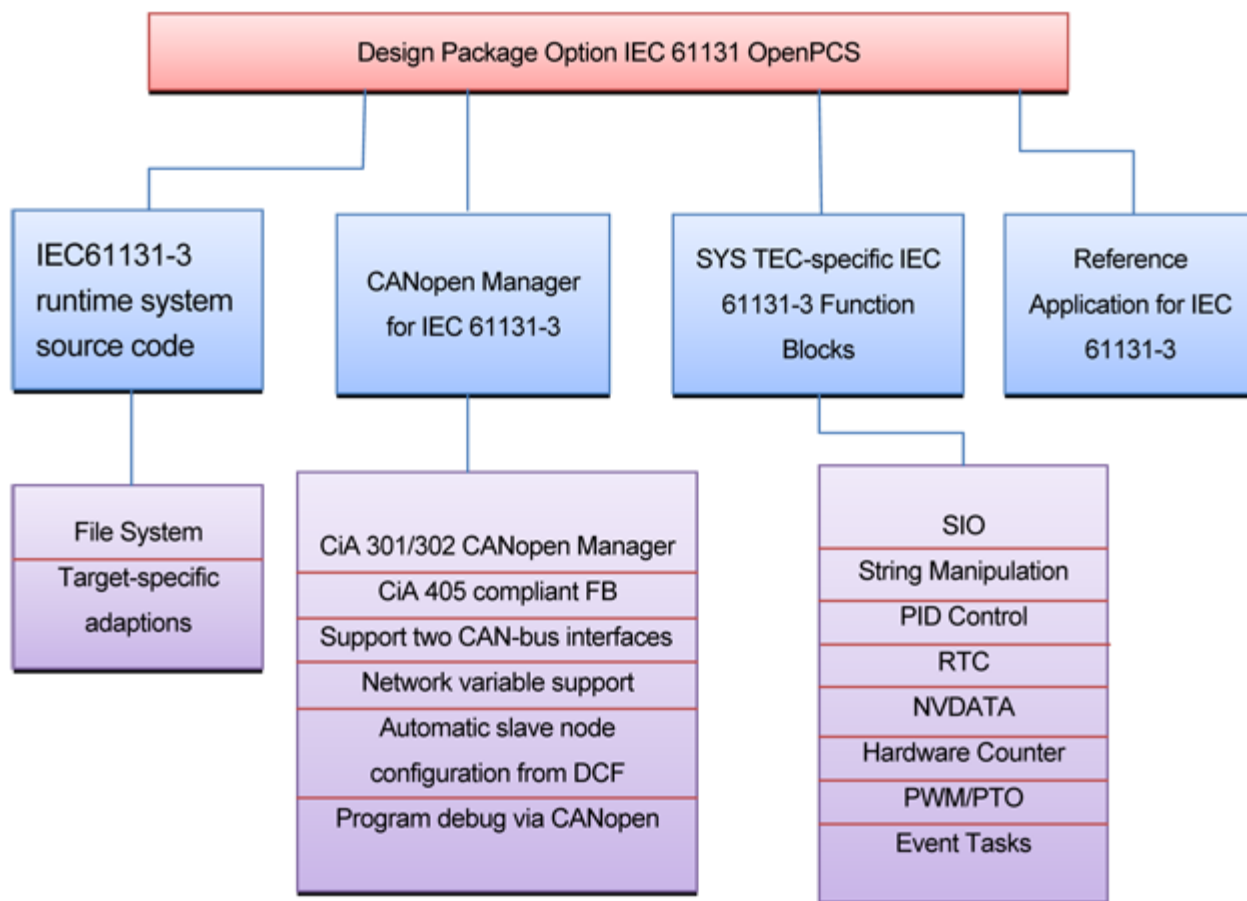 Design Package Option IEC 61131 OpenPCS
IEC61131-3
runtime system
source code
CANopen Manager
for IEC 61131-3
SYS TEC-specific IEC
61131-3 Function
Blocks
Reference
Application for IEC
61131-3
File System
Target-specific
adaptions
CiA 301/302 CANopen Manager
CiA 405 compliant FB
Support two CAN-bus interfaces
Network variable support
Automatic slave node
configuration from DCF
Program debug via CANopen
SIO
String Manipulation
PID Control
RTC
NVDATA
Hardware Counter
PWM/PTO
Event Tasks